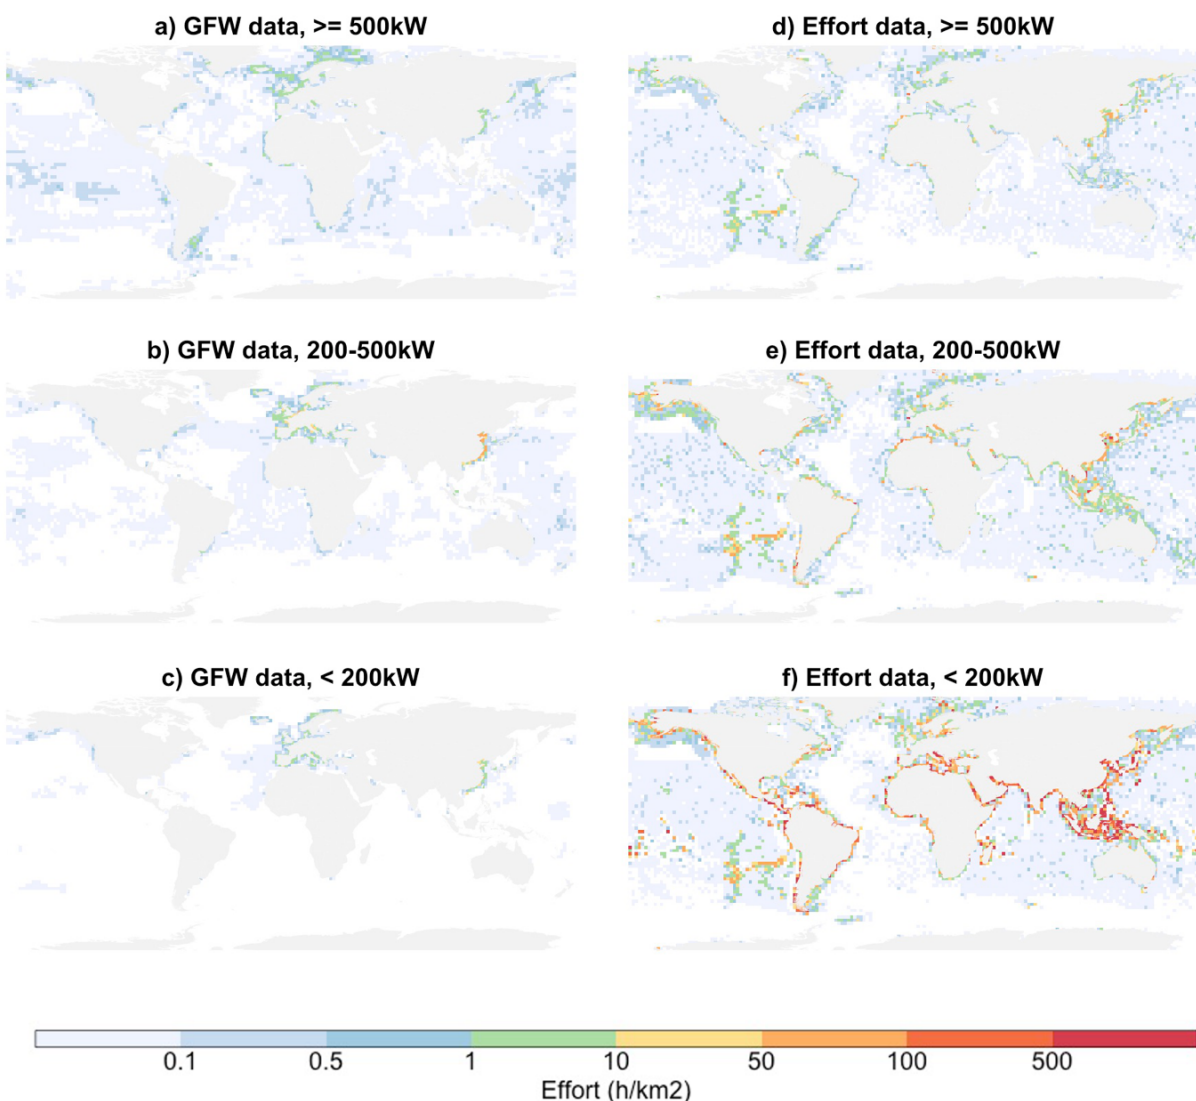 a) GFW data, >= 500kW
d) Effort data, >= 500kW
b) GFW data, 200-500kW
e) Effort data, 200-500kW
c) GFW data, < 200kW
f) Effort data, < 200kW
0.1 0.5 1 10 50 100 500
Effort (h/km2)